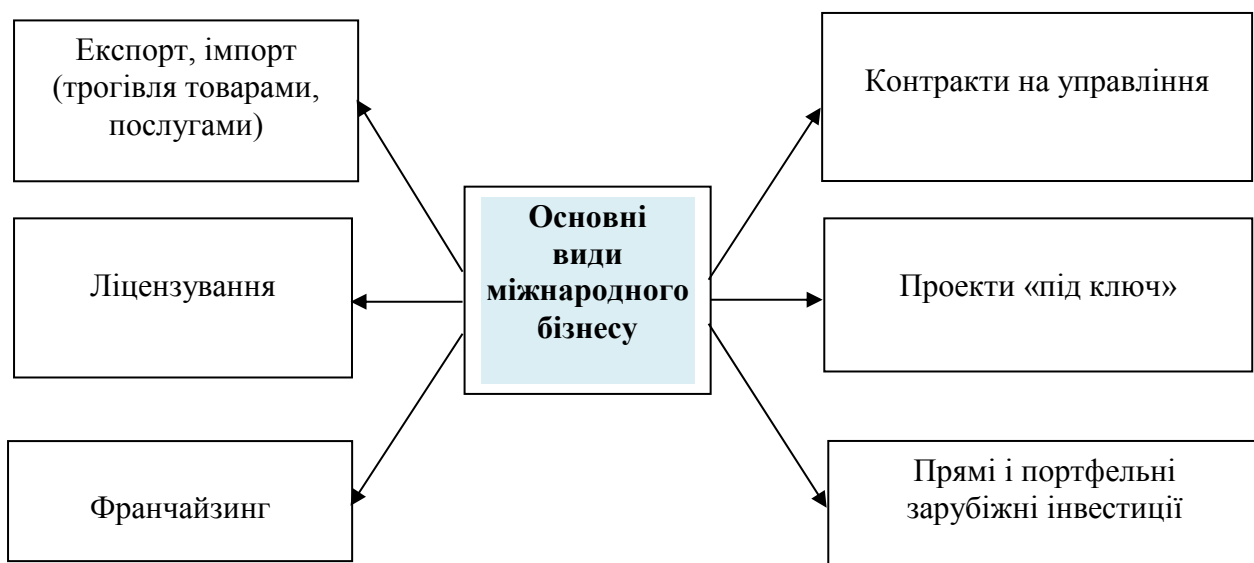 Експорт, імпорт
(трогівля товарами,
послугами)
Контракти на управління
Основні
види
міжнародного
бізнесу
Ліцензування
Проекти «під ключ»
Франчайзинг
Прямі і портфельні
зарубіжні інвестиції